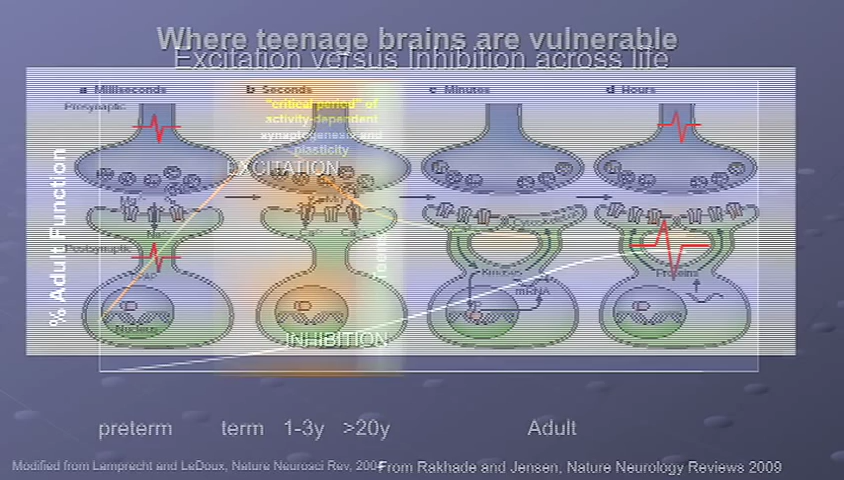 Where teenage brains are vulnerable
Excitation versus Inhibition across life
a Milliseconds
b Seconds
c Minutes
d Hours
Presynaptic
"critical period" of
activity-dependent
synaptogenesis and
plasticity
EXCITATION
% Adult Function
Postsynaptic
Kinases
mRNA
Proteins
Nucleus
INHIBITION
preterm
term
1-3y
>20y
Adult
Modified from Lamprecht and LeDoux, Nature Neurosci Rev,
From Rakhade and Jensen, Nature Neurology Reviews 2009